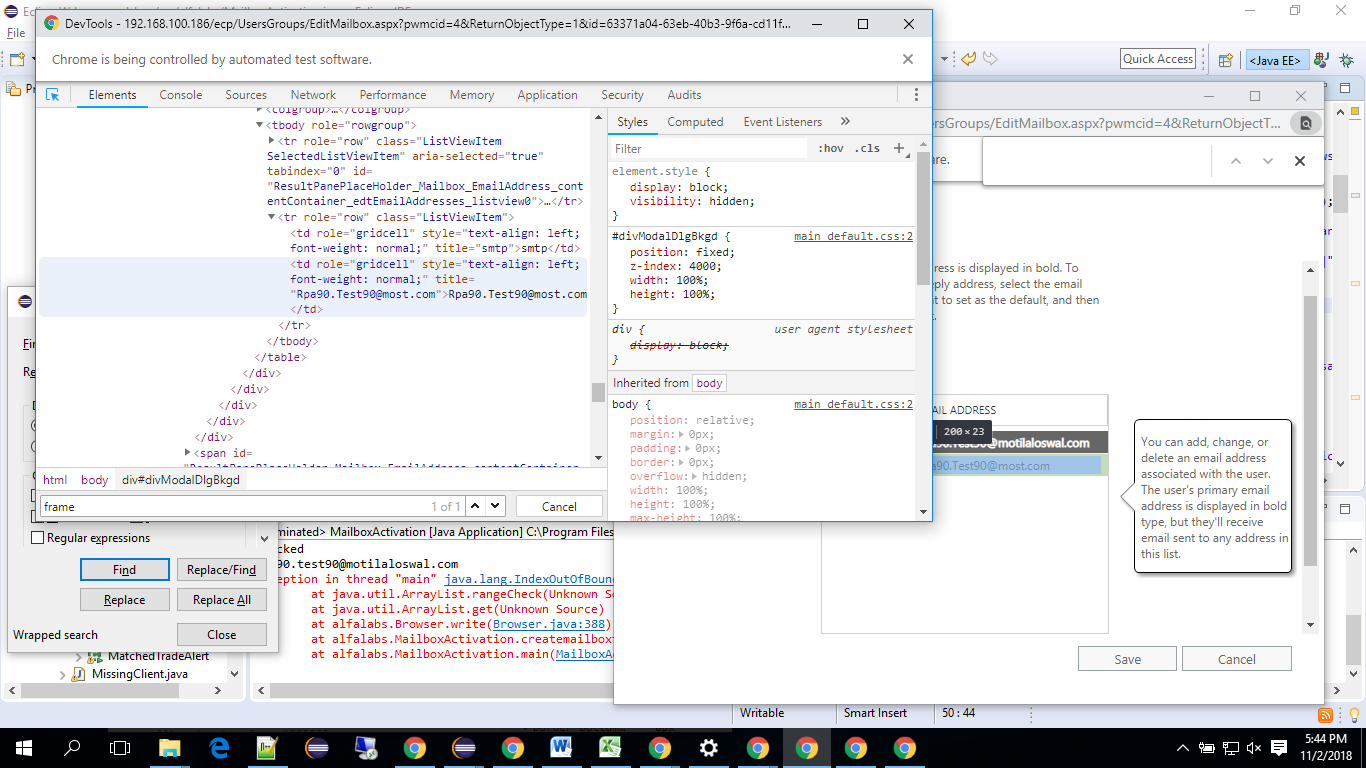 DevTools - 192.168.100.186/ecp/UsersGroups/EditMailbox.aspx?pwmcid=4&ReturnObjectType=1&id=63371a04-63eb-40b3-9f6a-cd11f...
File
Chrome is being controlled by automated test software.
Quick Access
<Java EE>
Elements Console Sources Network Performance Memory Application Security Audits
ersGroups/EditMailbox.aspx?pwmcid=4&ReturnObjectT...
are.
<colgroup>…</colgroup>
<tbody role="rowgroup">
<tr role="row" class="ListViewItem
SelectedListViewItem" aria-selected="true"
tabindex="0" id=
"ResultPanePlaceHolder_Mailbox_EmailAddress_cont
entContainer_edtEmailAddresses_listview0">…</tr>
<tr role="row" class="ListViewItem">
<td role="gridcell" style="text-align: left;
font-weight: normal;" title="smtp">smtp</td>
<td role="gridcell" style="text-align: left;
font-weight: normal;" title=
"Rpa90.Test90@most.com">Rpa90.Test90@most.com
</td>
</tr>
</tbody>
</table>
</div>
</div>
</div>
</div>
</div>
<span id=
"ResultPanePlaceHolder_Mailbox_EmailAddress_contentContainer
html body div#divModalDlgBkgd
frame
1 of 1
Cancel
Styles Computed Event Listeners »
Filter
:hov .cls +
element.style {
display: block;
visibility: hidden;
}
#divModalDlgBkgd {
main_default.css:2
position: fixed;
z-index: 4000;
width: 100%;
height: 100%;
}
div {
user agent stylesheet
display: block;
}
Inherited from body
body {
main_default.css:2
position: relative;
margin: 0px;
padding: 0px;
border: 0px;
overflow: hidden;
width: 100%;
height: 100%;
max-height: 100%;
dress is displayed in bold. To
eply address, select the email
t to set as the default, and then
AIL ADDRESS
200 × 23
90.Test90@motilaloswal.com
a90.Test90@most.com
You can add, change, or
delete an email address
associated with the user.
The user's primary email
address is displayed in bold
type, but they'll receive
email sent to any address in
this list.
Save
Cancel
Regular expressions
Find
Replace/Find
Replace
Replace All
Wrapped search
Close
MatchedTradeAlert
MissingClient.java
minated> MailboxActivation [Java Application] C:\Program Files
cked
90.test90@motilaloswal.com
eption in thread "main" java.lang.IndexOutOfBoun
at java.util.ArrayList.rangeCheck(Unknown So
at java.util.ArrayList.get(Unknown Source)
at alfalabs.Browser.write(Browser.java:388)
at alfalabs.MailboxActivation.createmailbox
at alfalabs.MailboxActivation.main(MailboxA
Writable
Smart Insert
50 : 44
5:44 PM
11/2/2018